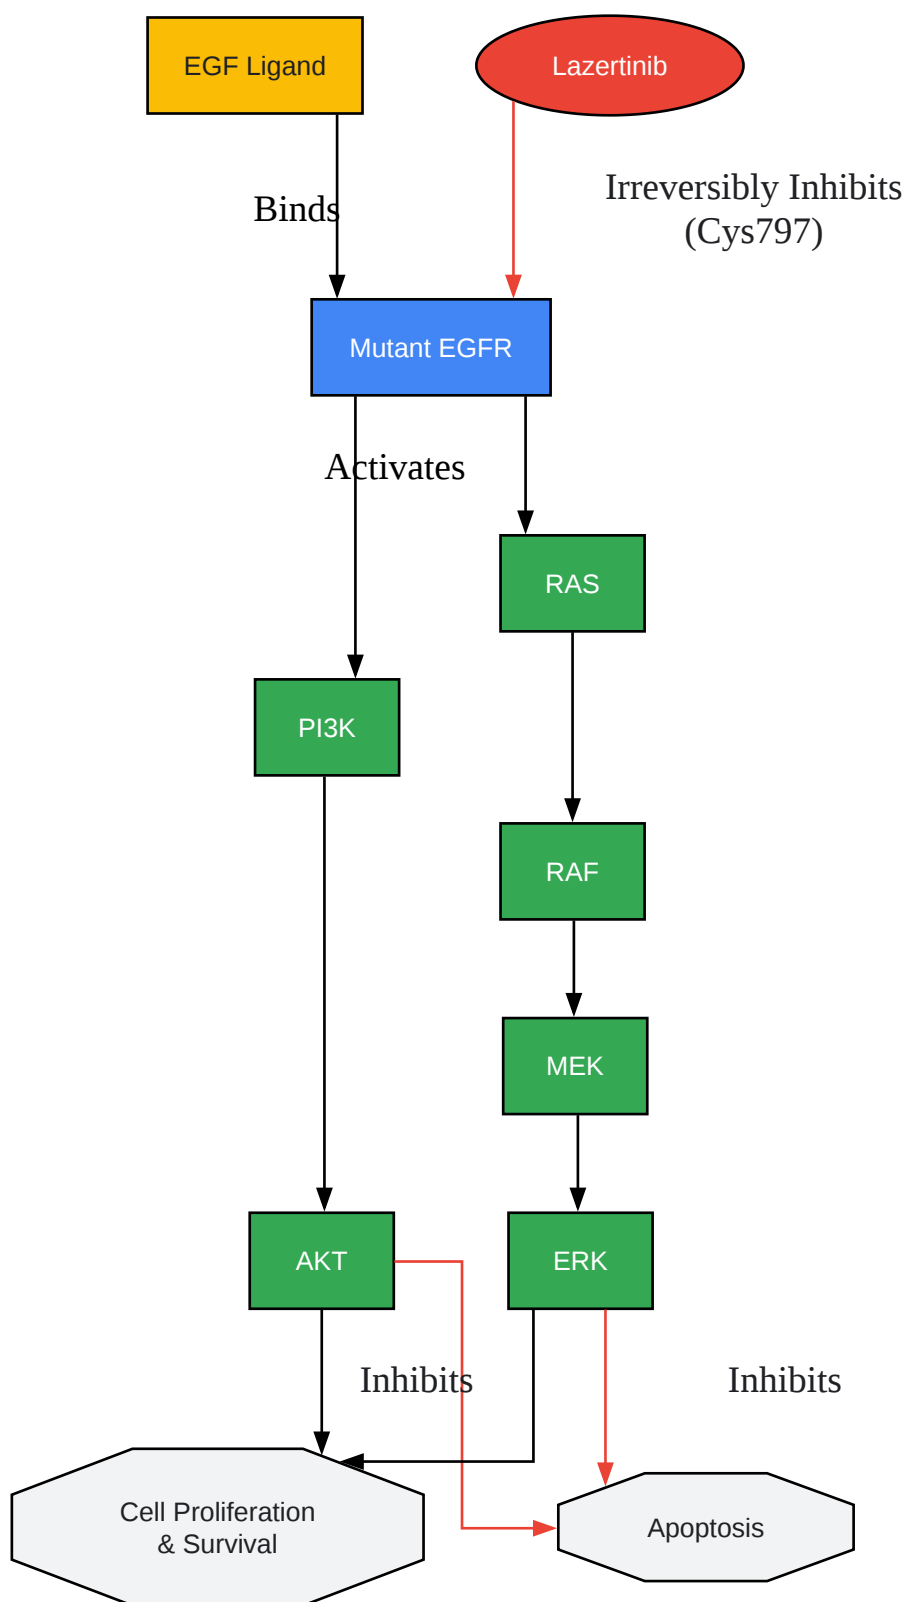 EGF Ligand
Lazertinib
Binds
Irreversibly Inhibits
(Cys797)
Mutant EGFR
Activates
RAS
PI3K
RAF
MEK
AKT
ERK
Inhibits
Inhibits
Cell Proliferation
& Survival
Apoptosis